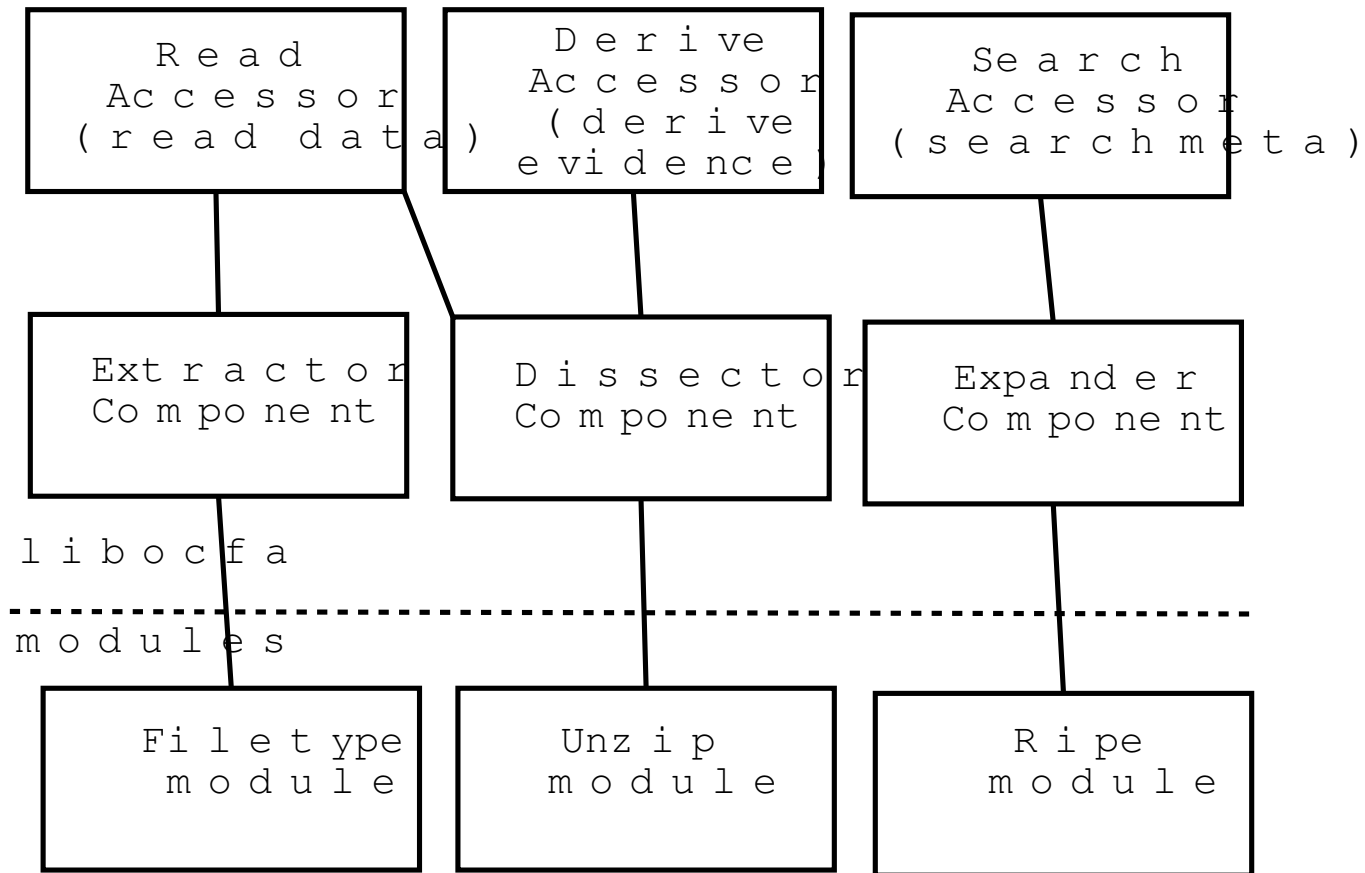 Read
Accessor
(read data)
Derive
Accessor
(derive
evidence)
Search
Accessor
(searchmeta)
Extractor
Component
Dissector
Component
Expander
Component
libocfa
modules
Filetype
module
Unzip
module
Ripe
module